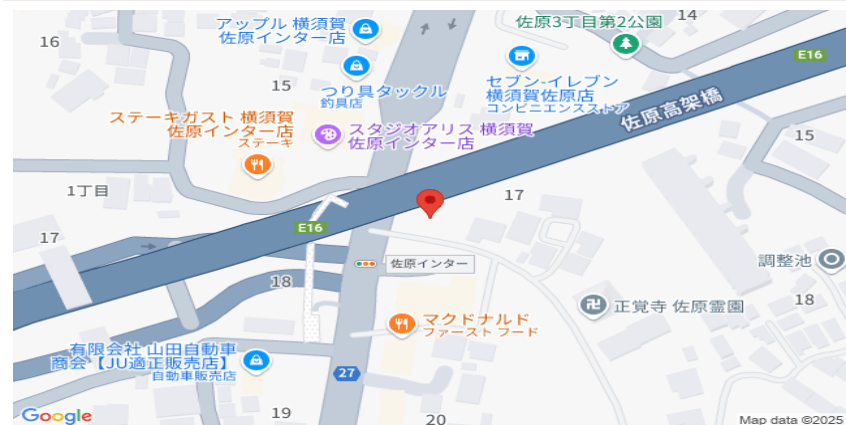 アップル 横須賀
佐原インター店
佐原3丁目第2公園
14
16
E16
つり具タックル
釣具店
15
セブン-イレブン
横須賀佐原店
コンビニエンスストア
佐原高架橋
ステーキガスト 横須賀
佐原インター店
ステーキ
スタジオアリス 横須賀
佐原インター店
15
1丁目
17
E16
17
佐原インター
調整池
18
18
正覚寺 佐原霊園
マクドナルド
ファースト フード
有限会社 山田自動車
商会【JU適正販売店】
自動車販売店
27
19
20
Google
Map data ©2025